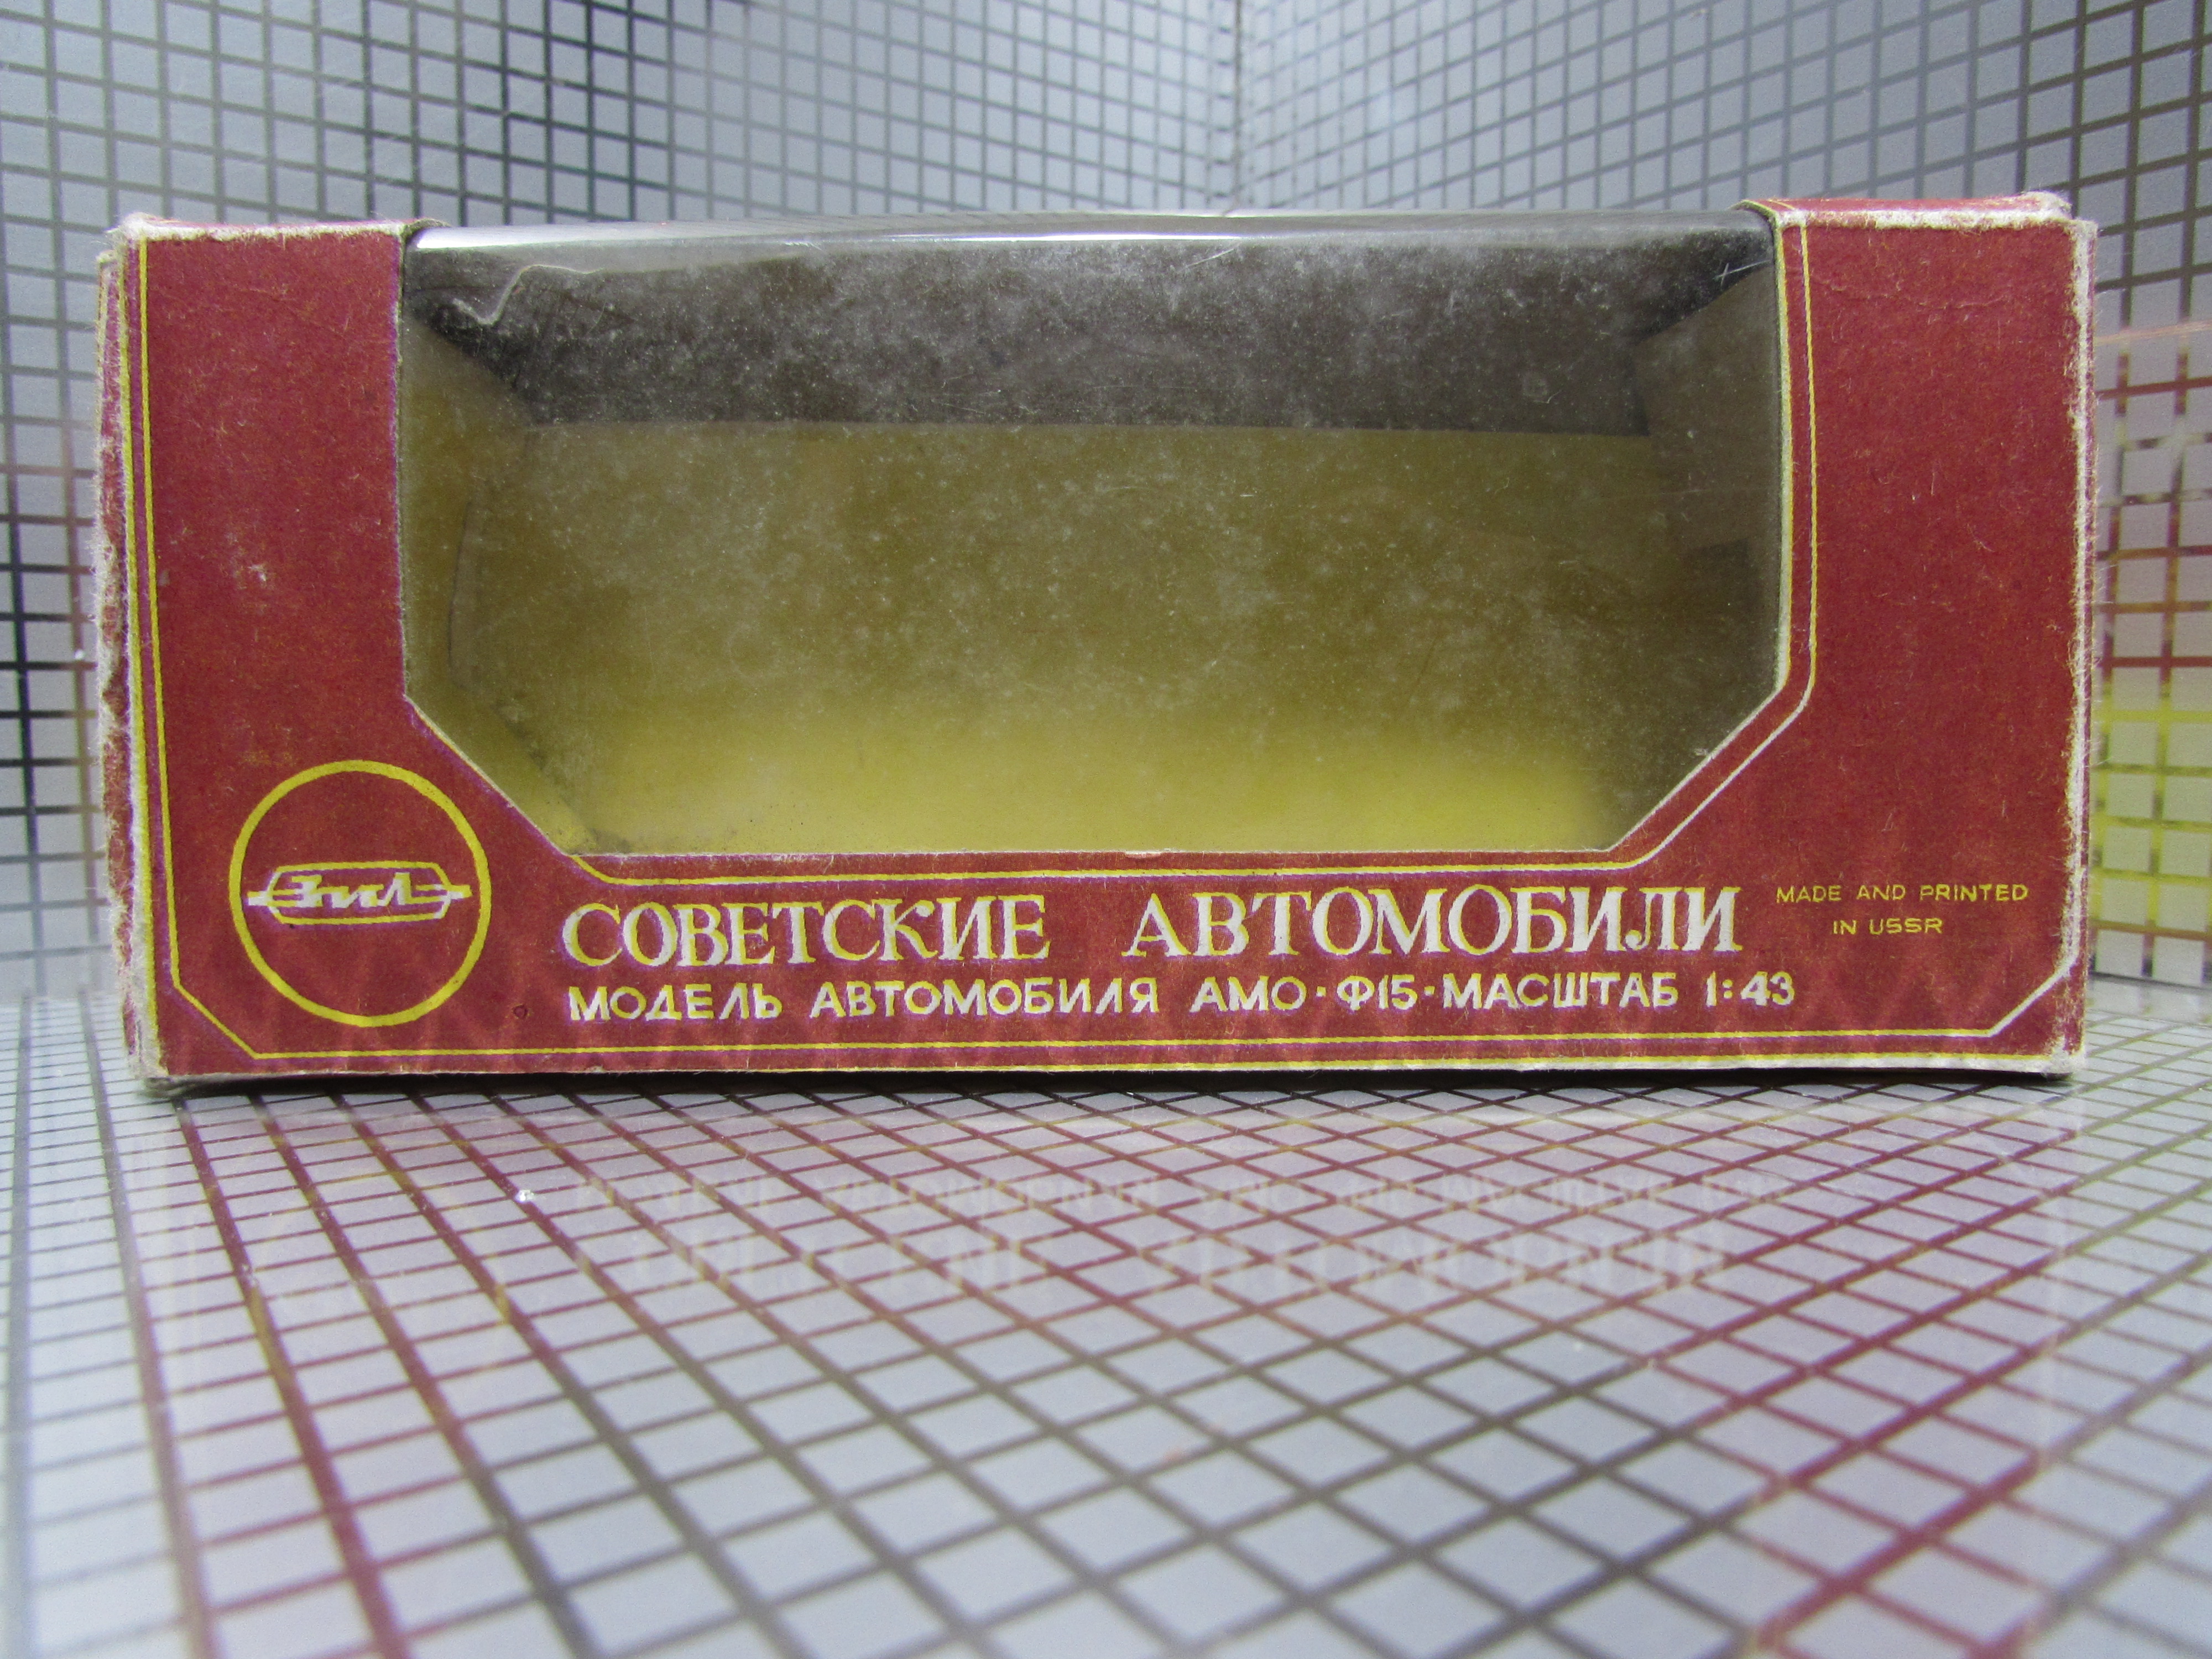 ЗИЛ
СОВЕТСКИЕ АВТОМОБИЛИ
МОДЕЛЬ АВТОМОБИЛЯ АМО·Ф15·МАСШТАБ 1:43
MADE AND PRINTED
IN USSR